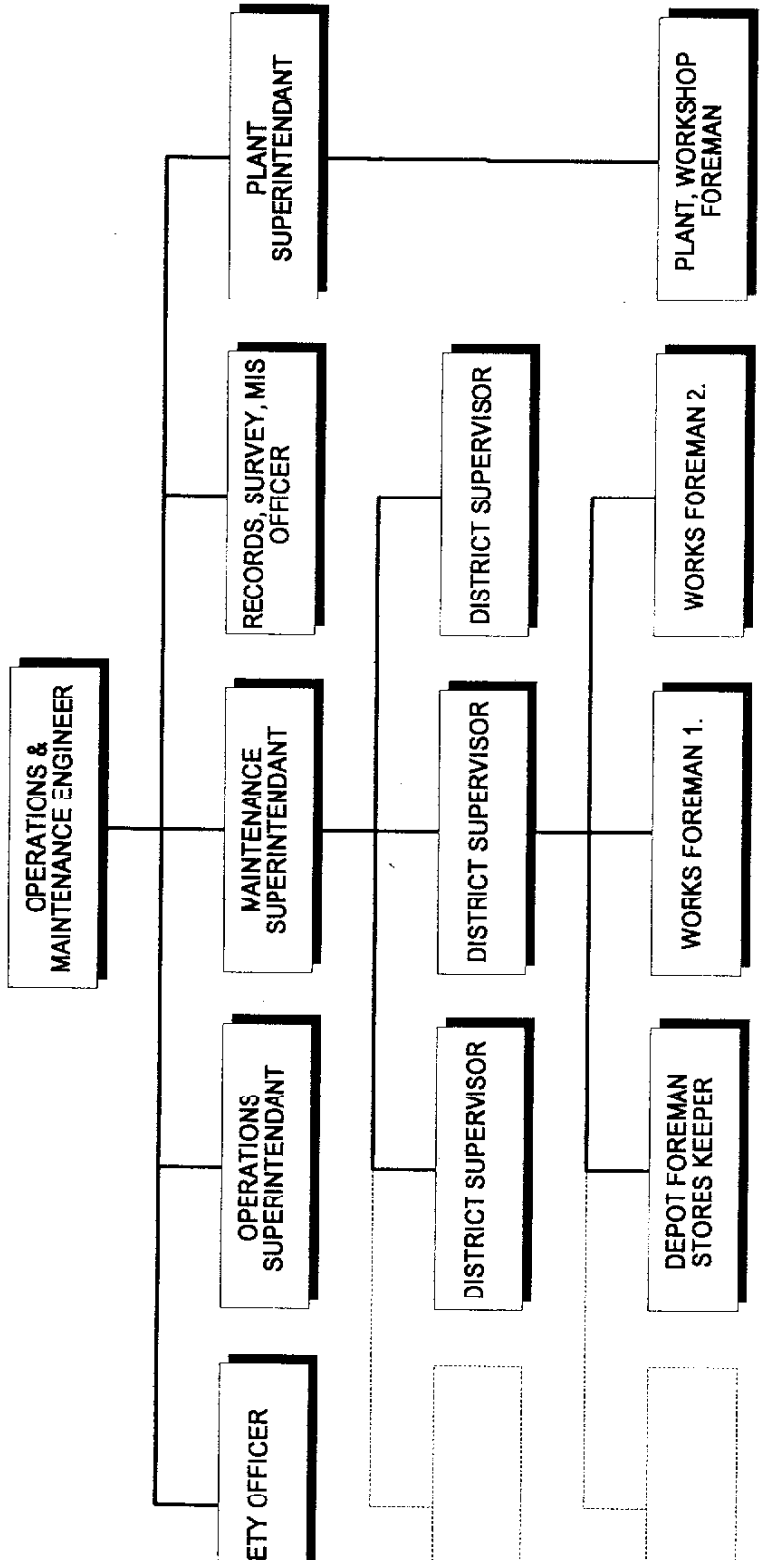 OPERATIONS &
MAINTENANCE ENGINEER
ETY OFFICER
OPERATIONS
SUPERINTENDANT
MAINTENANCE
SUPERINTENDANT
RECORDS, SURVEY, MIS
OFFICER
PLANT
SUPERINTENDANT
DISTRICT SUPERVISOR
DISTRICT SUPERVISOR
DISTRICT SUPERVISOR
DEPOT FOREMAN
STORES KEEPER
WORKS FOREMAN 1.
WORKS FOREMAN 2.
PLANT, WORKSHOP
FOREMAN